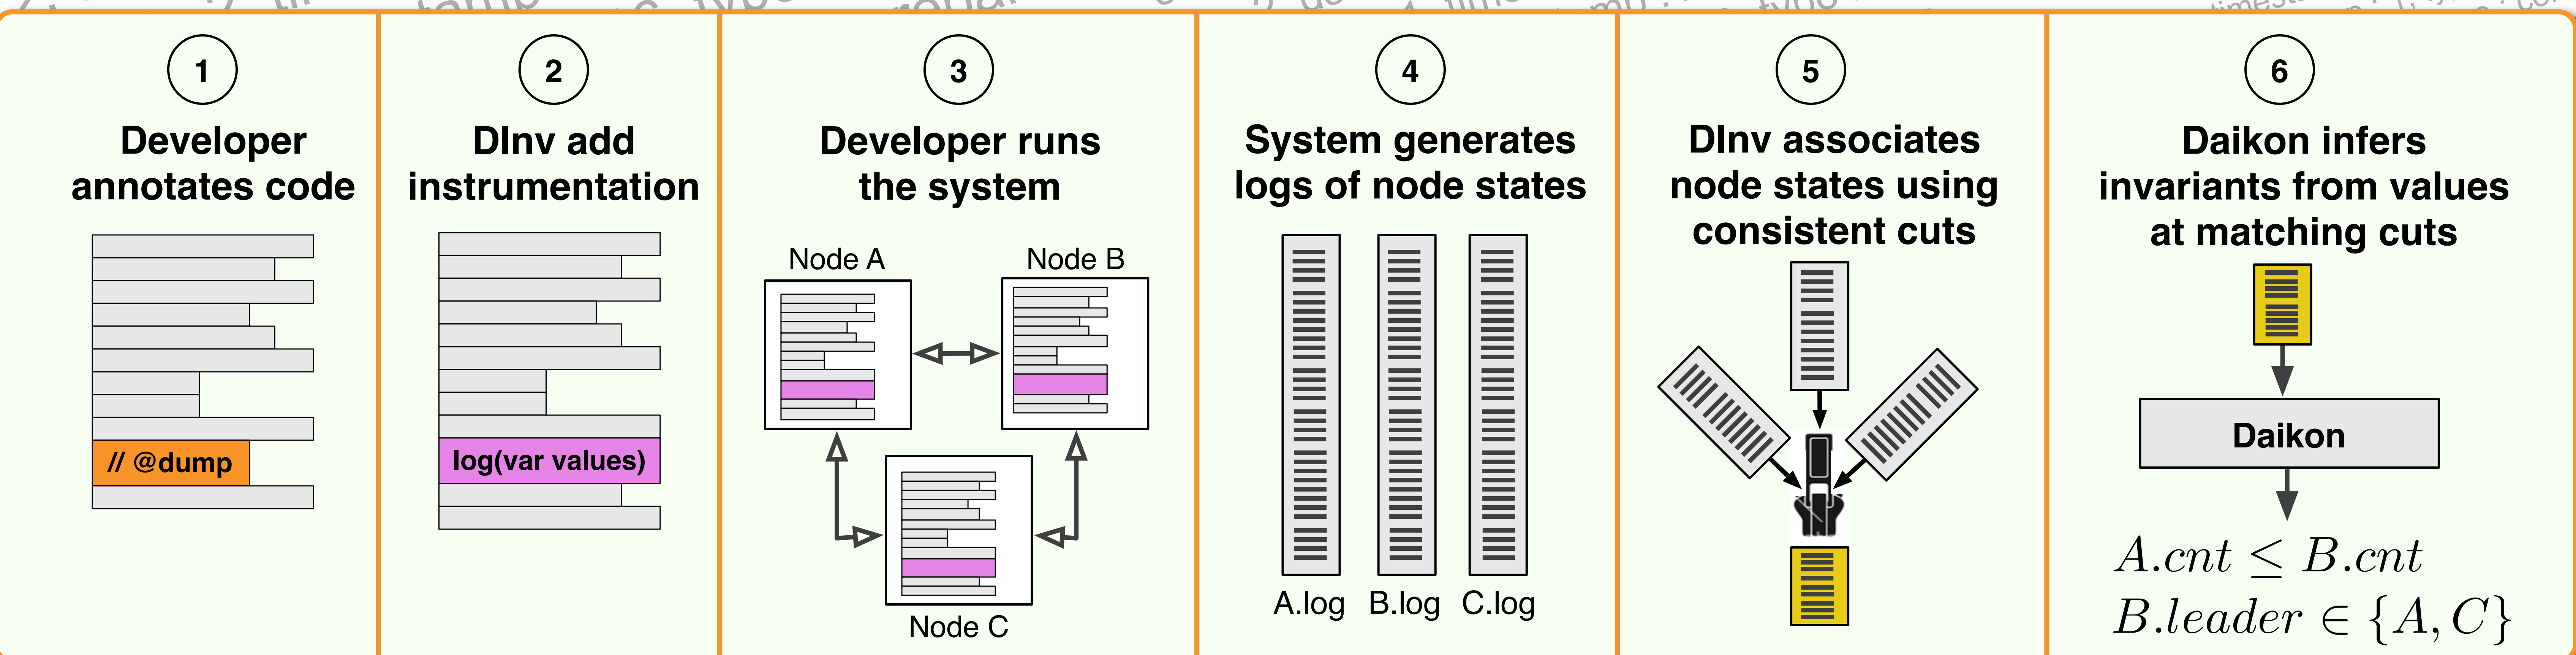 1
Developer
annotates code
// @dump
2
DInv add
instrumentation
log(var values)
3
Developer runs
the system
Node A
Node B
Node C
4
System generates
logs of node states
A.log B.log C.log
5
DInv associates
node states using
consistent cuts
6
Daikon infers
invariants from values
at matching cuts
Daikon
A.cnt ≤ B.cnt
B.leader ∈ {A, C}